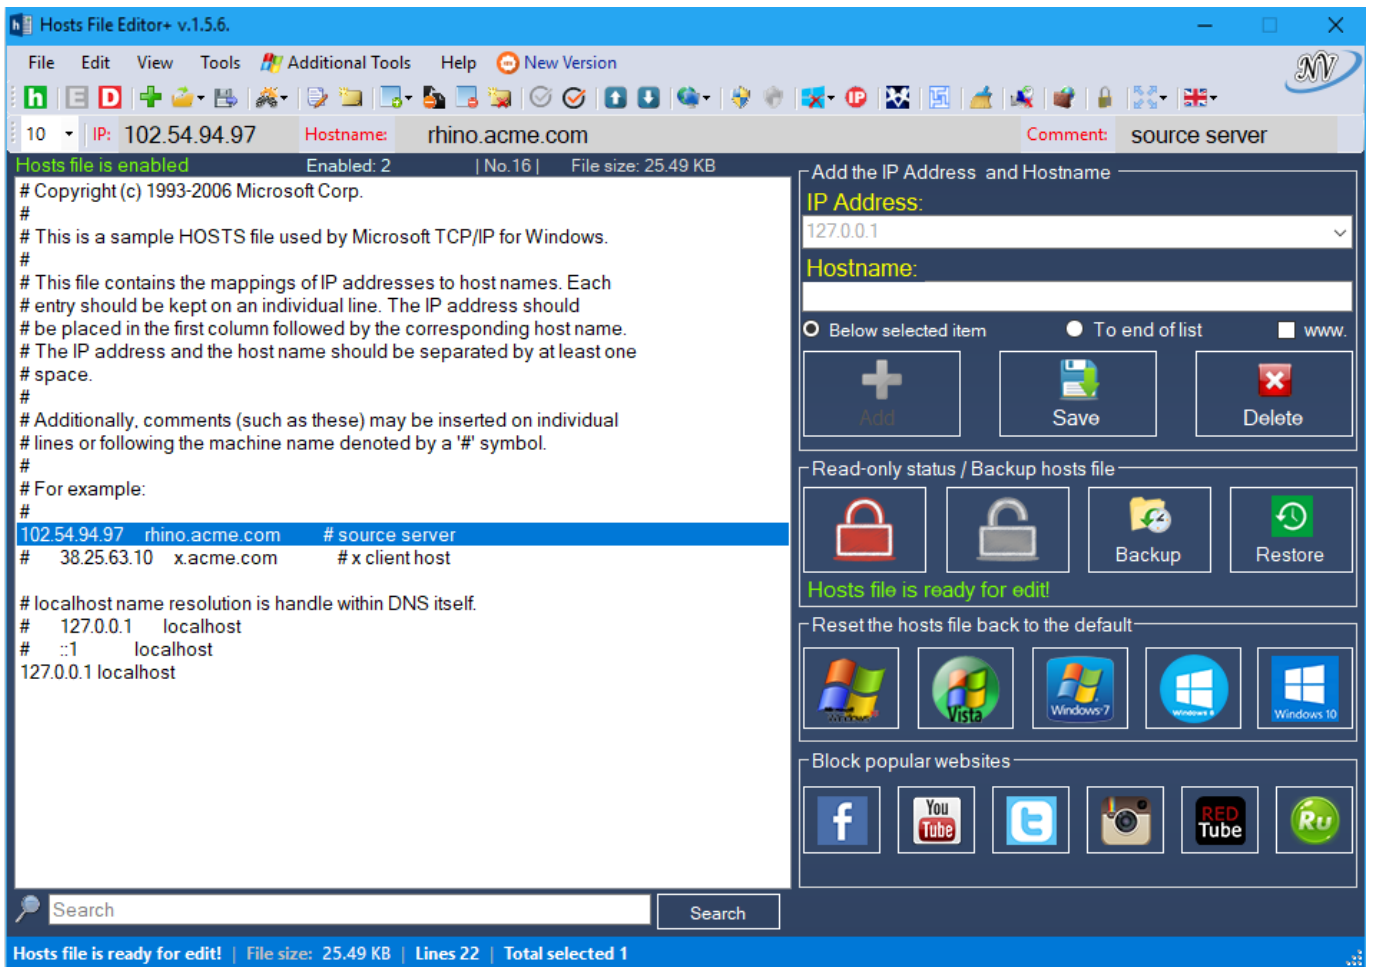 Hosts File Editor+ v.1.5.6.
File Edit View Tools Additional Tools Help New Version
NV
h E D IP
10 IP: 102.54.94.97 Hostname: rhino.acme.com Comment: source server
Hosts file is enabled Enabled: 2 | No.16 | File size: 25.49 KB
# Copyright (c) 1993-2006 Microsoft Corp.
#
# This is a sample HOSTS file used by Microsoft TCP/IP for Windows.
#
# This file contains the mappings of IP addresses to host names. Each
# entry should be kept on an individual line. The IP address should
# be placed in the first column followed by the corresponding host name.
# The IP address and the host name should be separated by at least one
# space.
#
# Additionally, comments (such as these) may be inserted on individual
# lines or following the machine name denoted by a '#' symbol.
#
# For example:
#
102.54.94.97 rhino.acme.com # source server
# 38.25.63.10 x.acme.com # x client host
# localhost name resolution is handle within DNS itself.
# 127.0.0.1 localhost
# ::1 localhost
127.0.0.1 localhost
Search
Search
Add the IP Address and Hostname
IP Address:
127.0.0.1
Hostname:
Below selected item To end of list www.
Add Save Delete
Read-only status / Backup hosts file
Backup Restore
Hosts file is ready for edit!
Reset the hosts file back to the default
Vista Windows 7 Windows 10
Block popular websites
f You Tube t RED Tube Ru
Hosts file is ready for edit! | File size: 25.49 KB | Lines 22 | Total selected 1